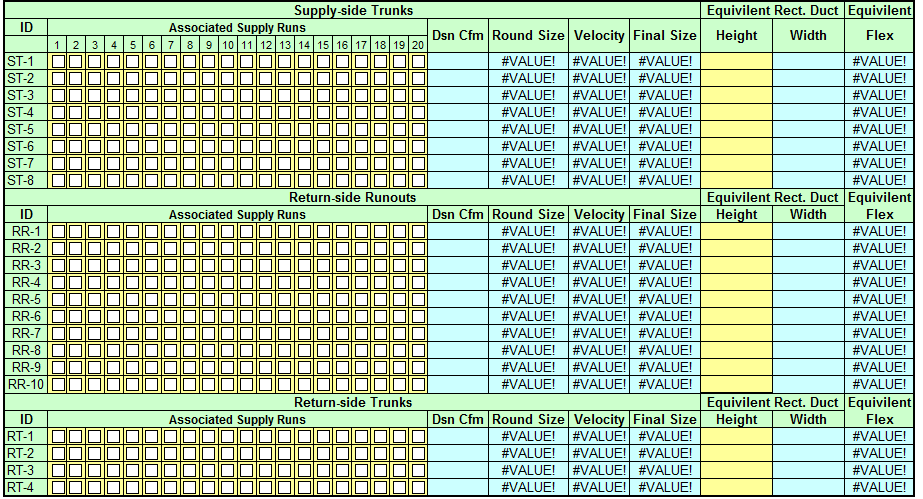 Supply-side Trunks Equivilent Rect. Duct Equivilent
ID Associated Supply Runs Dsn Cfm Round Size Velocity Final Size Height Width Flex
1 2 3 4 5 6 7 8 9 10 11 12 13 14 15 16 17 18 19 20
ST-1 #VALUE! #VALUE! #VALUE! #VALUE!
ST-2 #VALUE! #VALUE! #VALUE! #VALUE!
ST-3 #VALUE! #VALUE! #VALUE! #VALUE!
ST-4 #VALUE! #VALUE! #VALUE! #VALUE!
ST-5 #VALUE! #VALUE! #VALUE! #VALUE!
ST-6 #VALUE! #VALUE! #VALUE! #VALUE!
ST-7 #VALUE! #VALUE! #VALUE! #VALUE!
ST-8 #VALUE! #VALUE! #VALUE! #VALUE!
Return-side Runouts Equivilent Rect. Duct Equivilent
ID Associated Supply Runs Dsn Cfm Round Size Velocity Final Size Height Width Flex
RR-1 #VALUE! #VALUE! #VALUE! #VALUE!
RR-2 #VALUE! #VALUE! #VALUE! #VALUE!
RR-3 #VALUE! #VALUE! #VALUE! #VALUE!
RR-4 #VALUE! #VALUE! #VALUE! #VALUE!
RR-5 #VALUE! #VALUE! #VALUE! #VALUE!
RR-6 #VALUE! #VALUE! #VALUE! #VALUE!
RR-7 #VALUE! #VALUE! #VALUE! #VALUE!
RR-8 #VALUE! #VALUE! #VALUE! #VALUE!
RR-9 #VALUE! #VALUE! #VALUE! #VALUE!
RR-10 #VALUE! #VALUE! #VALUE! #VALUE!
Return-side Trunks Equivilent Rect. Duct Equivilent
ID Associated Supply Runs Dsn Cfm Round Size Velocity Final Size Height Width Flex
RT-1 #VALUE! #VALUE! #VALUE! #VALUE!
RT-2 #VALUE! #VALUE! #VALUE! #VALUE!
RT-3 #VALUE! #VALUE! #VALUE! #VALUE!
RT-4 #VALUE! #VALUE! #VALUE! #VALUE!